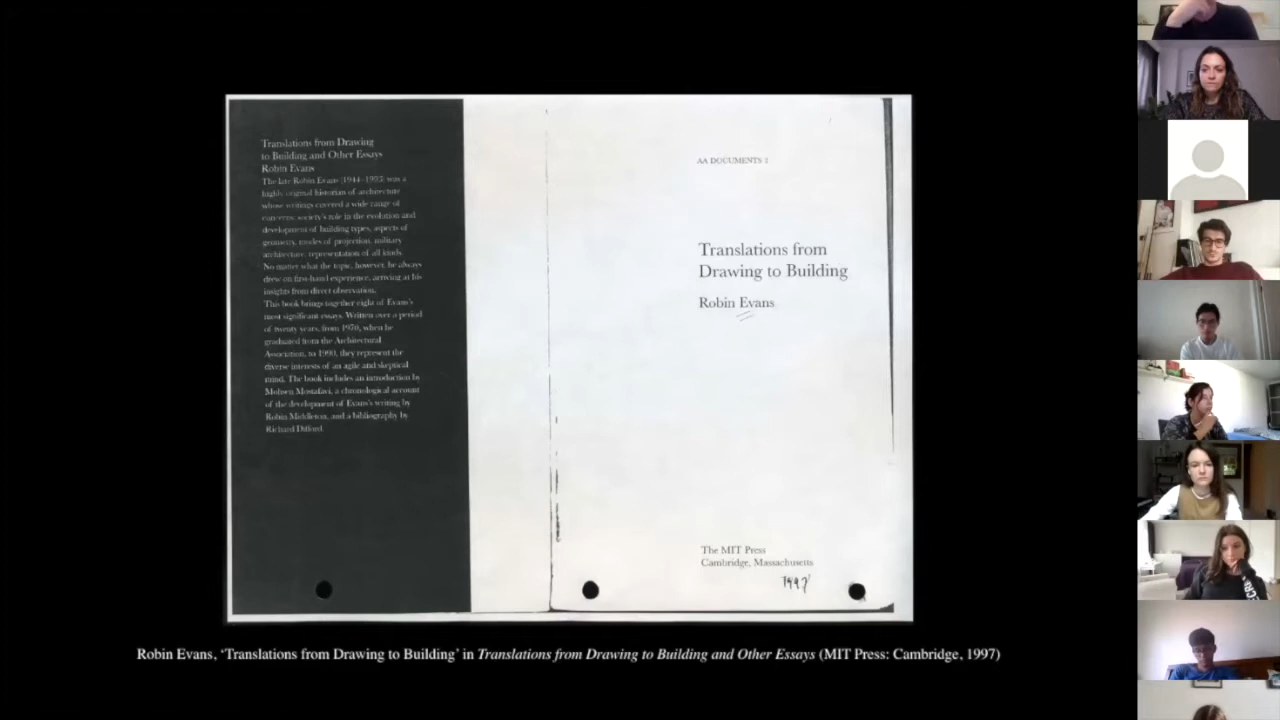 Translations from Drawing
to Building and Other Essays
Robin Evans
The late Robin Evans (1944–1993) was a
highly original historian of architecture
whose writings covered a wide range of
concerns: society's role in the evolution and
development of building types, aspects of
geometry, modes of projection, military
architecture, representation of all kinds.
No matter what the topic, however, he always
drew on first-hand experience, arriving at his
insights from direct observation.
This book brings together eight of Evans's
most significant essays. Written over a period
of twenty years, from 1970, when he
graduated from the Architectural
Association, to 1990, they represent the
diverse interests of an agile and skeptical
mind. The book includes an introduction by
Mohsen Mostafavi, a chronological account
of the development of Evans's writing by
Robin Middleton, and a bibliography by
Richard Difford.
AA DOCUMENTS 2
Translations from
Drawing to Building
Robin Evans
The MIT Press
Cambridge, Massachusetts
1997
Robin Evans, ‘Translations from Drawing to Building’ in Translations from Drawing to Building and Other Essays (MIT Press: Cambridge, 1997)